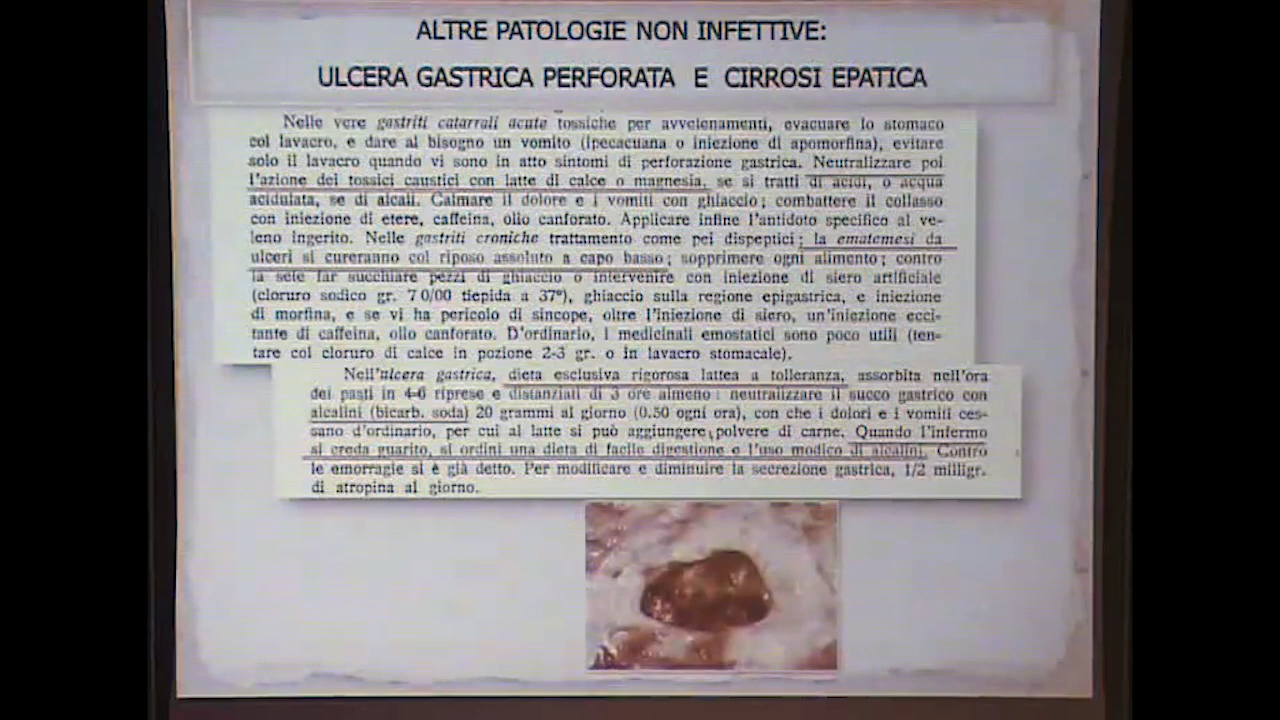 ALTRE PATOLOGIE NON INFETTIVE:
ULCERA GASTRICA PERFORATA E CIRROSI EPATICA
Nelle vere gastriti catarrali acute tossiche per avvelenamenti, evacuare lo stomaco
col lavacro, e dare al bisogno un vomito (ipecacuana o iniezione di apomorfina), evitare
solo il lavacro quando vi sono in atto sintomi di perforazione gastrica. Neutralizzare poi
l'azione dei tossici caustici con latte di calce o magnesia, se si tratti di acidi, o acqua
acidulata, se di alcali. Calmare il dolore e i vomiti con ghiaccio; combattere il collasso
con iniezione di etere, caffeina, olio canforato. Applicare infine l'antidoto specifico al ve-
leno ingerito. Nelle gastriti croniche trattamento come pei dispeptici; la ematemesi da
ulceri si cureranno col riposo assoluto a capo basso; sopprimere ogni alimento; contro
la sete far succhiare pezzi di ghiaccio o intervenire con iniezione di siero artificiale
(cloruro sodico gr. 7 0/00 tiepida a 37°), ghiaccio sulla regione epigastrica, e iniezione
di morfina, e se vi ha pericolo di sincope, oltre l'iniezione di siero, un'iniezione ecci-
tante di caffeina, olio canforato. D'ordinario, i medicinali emostatici sono poco utili (ten-
tare col cloruro di calce in pozione 2-3 gr. o in lavacro stomacale).
Nell'ulcera gastrica, dieta esclusiva rigorosa lattea a tolleranza, assorbita nell'ora
dei pasti in 4-6 riprese e distanziati di 3 ore almeno: neutralizzare il succo gastrico con
alcalini (bicarb. soda) 20 grammi al giorno (0.50 ogni ora), con che i dolori e i vomiti ces-
sano d'ordinario, per cui al latte si può aggiungere polvere di carne. Quando l'infermo
si creda guarito, si ordini una dieta di facile digestione e l'uso modico di alcalini. Contro
le emorragie si è già detto. Per modificare e diminuire la secrezione gastrica, 1/2 milligr.
di atropina al giorno.